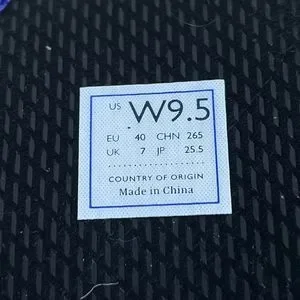 US W9.5
EU 40 CHN 265
UK 7 JP 25.5
COUNTRY OF ORIGIN
Made in China